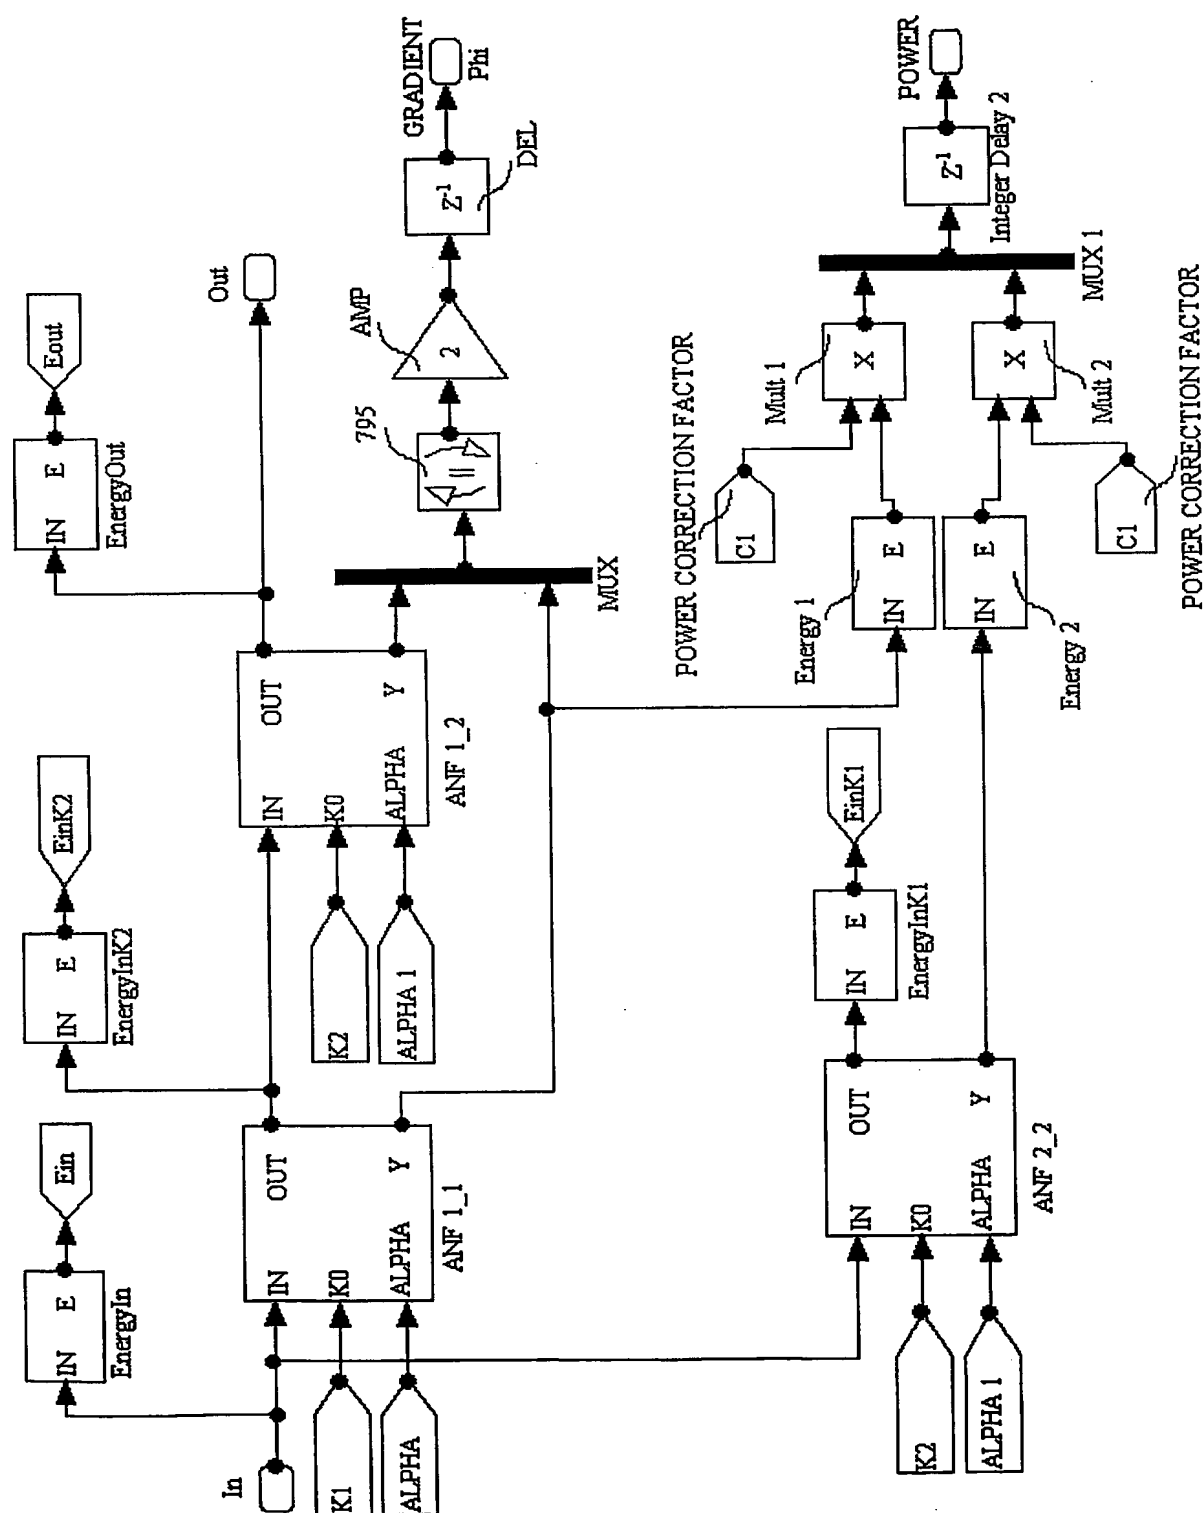 In
K1
ALPHA
IN E
EnergyIn
Ein
IN OUT
K0
ALPHA Y
ANF 1_1
IN E
EnergyInK2
EinK2
K2
ALPHA 1
IN OUT
K0
ALPHA Y
ANF 1_2
IN E
EnergyOut
Eout
Out
MUX
795
=
AMP
2
Z⁻¹
DEL
GRADIENT
Phi
K2
ALPHA 1
IN OUT
K0
ALPHA Y
ANF 2_2
IN E
EnergyInK1
EinK1
IN E
Energy 1
IN E
Energy 2
POWER CORRECTION FACTOR
C1
C1
POWER CORRECTION FACTOR
Mult 1
X
X
Mult 2
MUX 1
Z⁻¹
Integer Delay 2
POWER